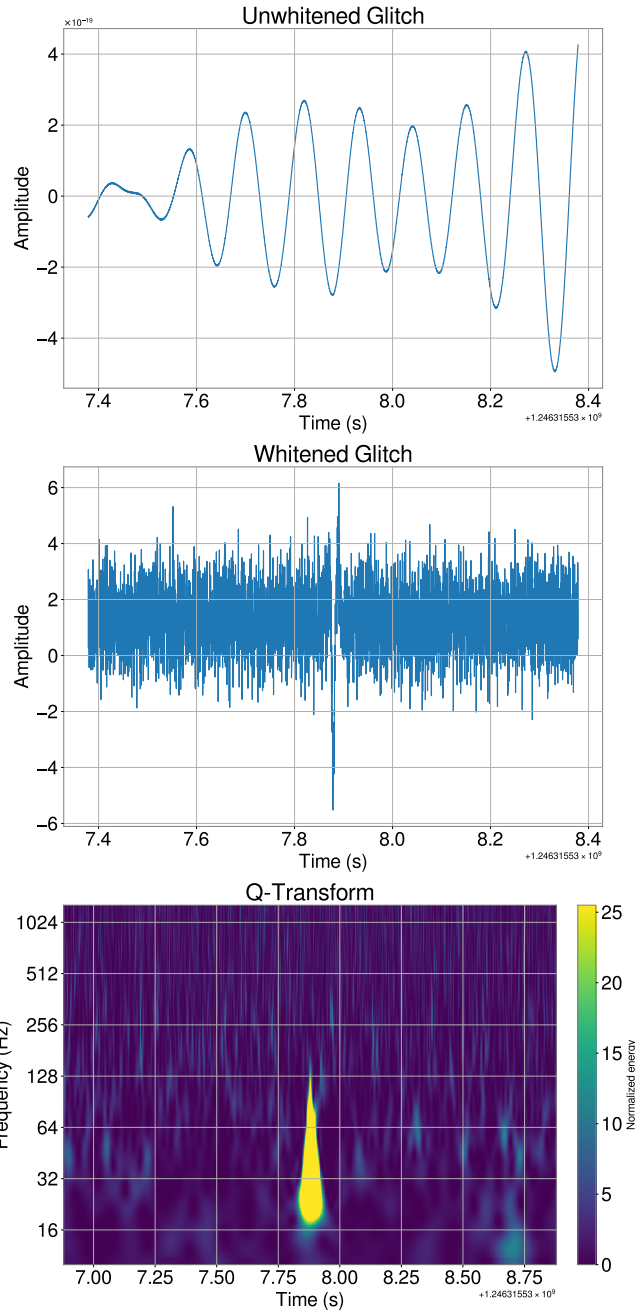 Unwhitened Glitch
×10⁻¹⁹
4
2
0
−2
−4
Amplitude
7.4 7.6 7.8 8.0 8.2 8.4
Time (s)
+1.24631553 × 10⁹
Whitened Glitch
6
4
2
0
−2
−4
−6
Amplitude
7.4 7.6 7.8 8.0 8.2 8.4
Time (s)
+1.24631553 × 10⁹
Q-Transform
1024
512
256
128
64
32
16
Frequency (Hz)
7.00 7.25 7.50 7.75 8.00 8.25 8.50 8.75
Time (s)
+1.24631553 × 10⁹
25
20
15
10
5
0
Normalized energy